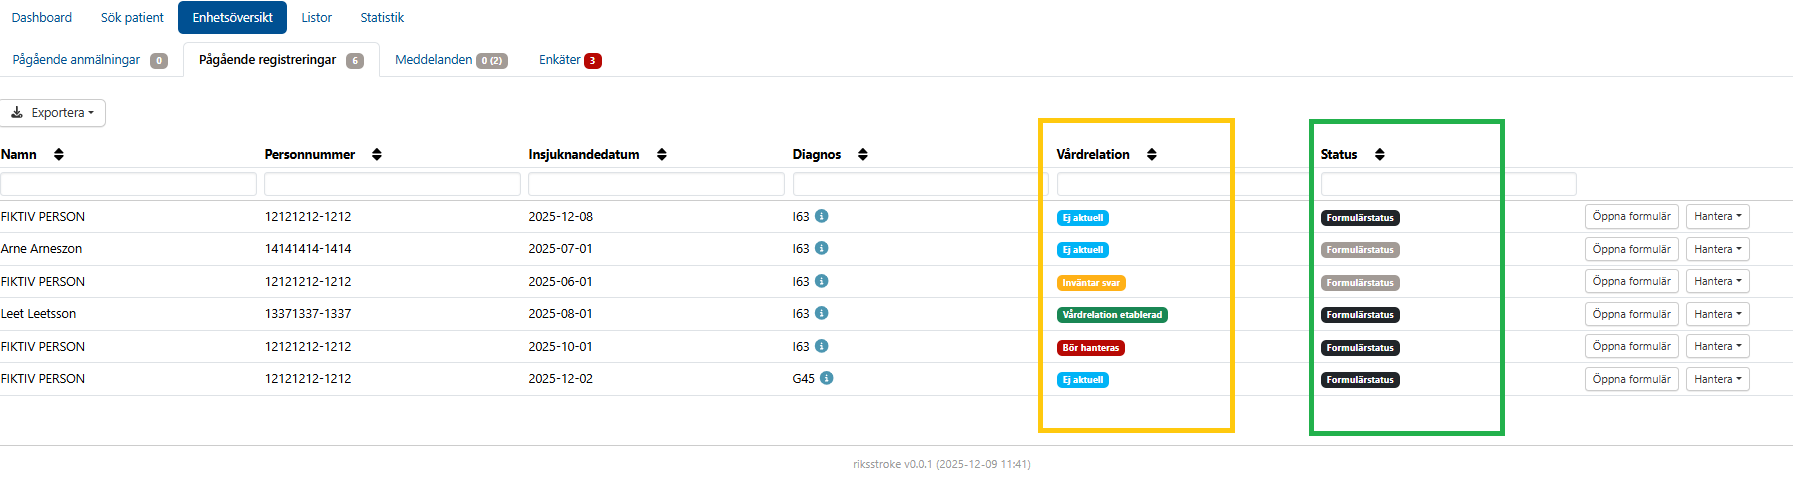 Dashboard Sök patient Enhetsöversikt Listor Statistik
Pågående anmälningar 0 Pågående registreringar 6 Meddelanden 0 (2) Enkäter 3
Exportera
Namn Personnummer Insjuknandedatum Diagnos Vårdrelation Status
FIKTIV PERSON 12121212-1212 2025-12-08 I63 Ej aktuell Formulärstatus Öppna formulär Hantera
Arne Arneszon 14141414-1414 2025-07-01 I63 Ej aktuell Formulärstatus Öppna formulär Hantera
FIKTIV PERSON 12121212-1212 2025-06-01 I63 Inväntar svar Formulärstatus Öppna formulär Hantera
Leet Leetsson 13371337-1337 2025-08-01 I63 Vårdrelation etablerad Formulärstatus Öppna formulär Hantera
FIKTIV PERSON 12121212-1212 2025-10-01 I63 Bör hanteras Formulärstatus Öppna formulär Hantera
FIKTIV PERSON 12121212-1212 2025-12-02 G45 Ej aktuell Formulärstatus Öppna formulär Hantera
riksstroke v0.0.1 (2025-12-09 11:41)